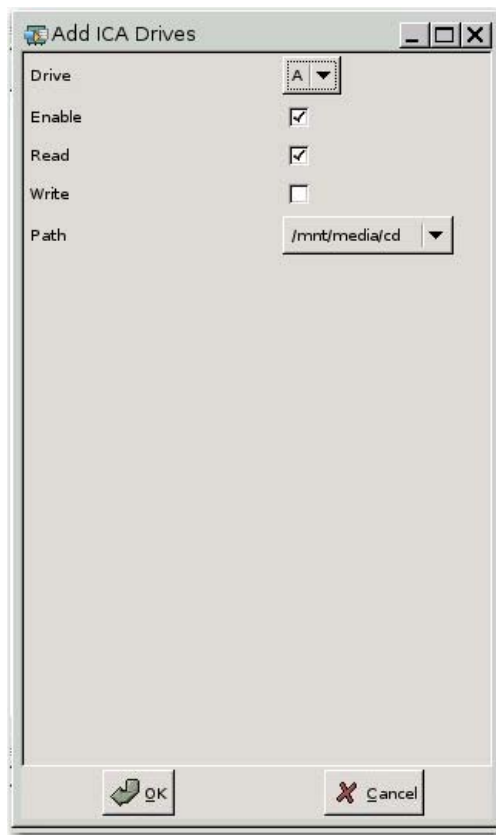 Add ICA Drives
Drive A
Enable
Read
Write
Path /mnt/media/cd
OK Cancel